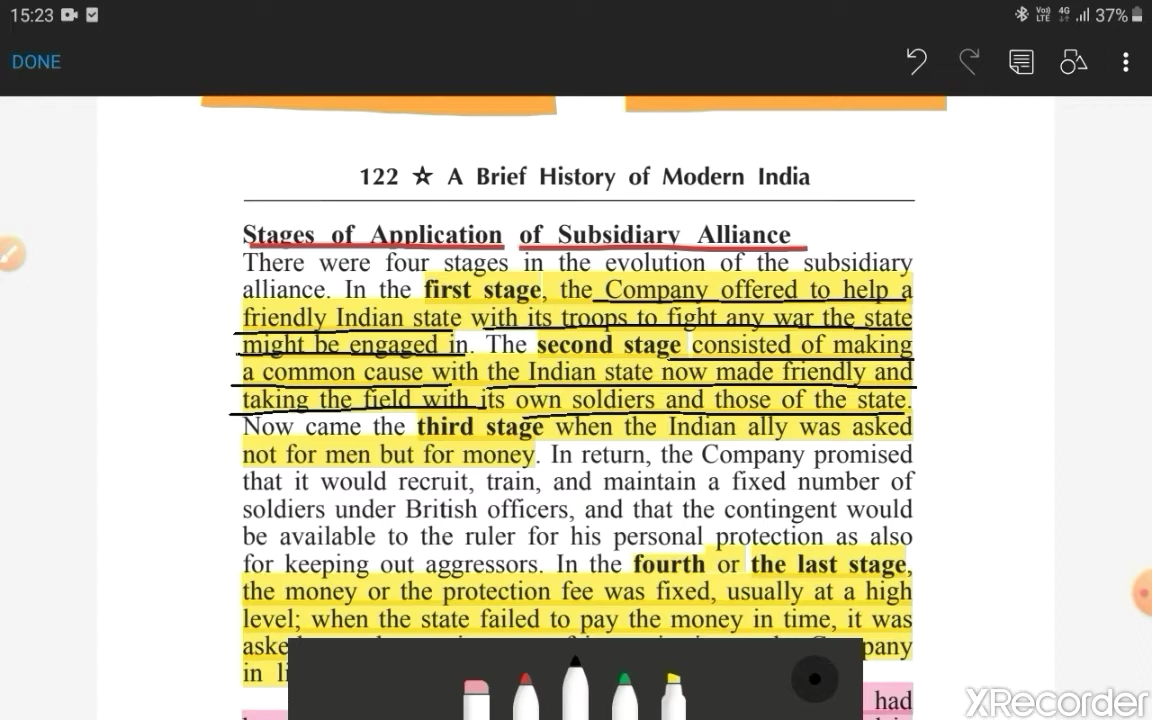 15:23
Vo) 4G 37%
LTE
DONE
122 ☆ A Brief History of Modern India
Stages of Application of Subsidiary Alliance
There were four stages in the evolution of the subsidiary
alliance. In the first stage, the Company offered to help a
friendly Indian state with its troops to fight any war the state
might be engaged in. The second stage consisted of making
a common cause with the Indian state now made friendly and
taking the field with its own soldiers and those of the state.
Now came the third stage when the Indian ally was asked
not for men but for money. In return, the Company promised
that it would recruit, train, and maintain a fixed number of
soldiers under British officers, and that the contingent would
be available to the ruler for his personal protection as also
for keeping out aggressors. In the fourth or the last stage,
the money or the protection fee was fixed, usually at a high
level; when the state failed to pay the money in time, it was
in
had
XRecorder